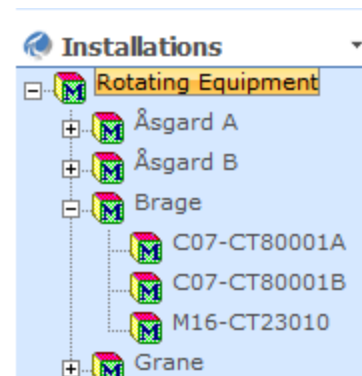 Installations
Rotating Equipment
Åsgard A
Åsgard B
Brage
C07-CT80001A
C07-CT80001B
M16-CT23010
Grane